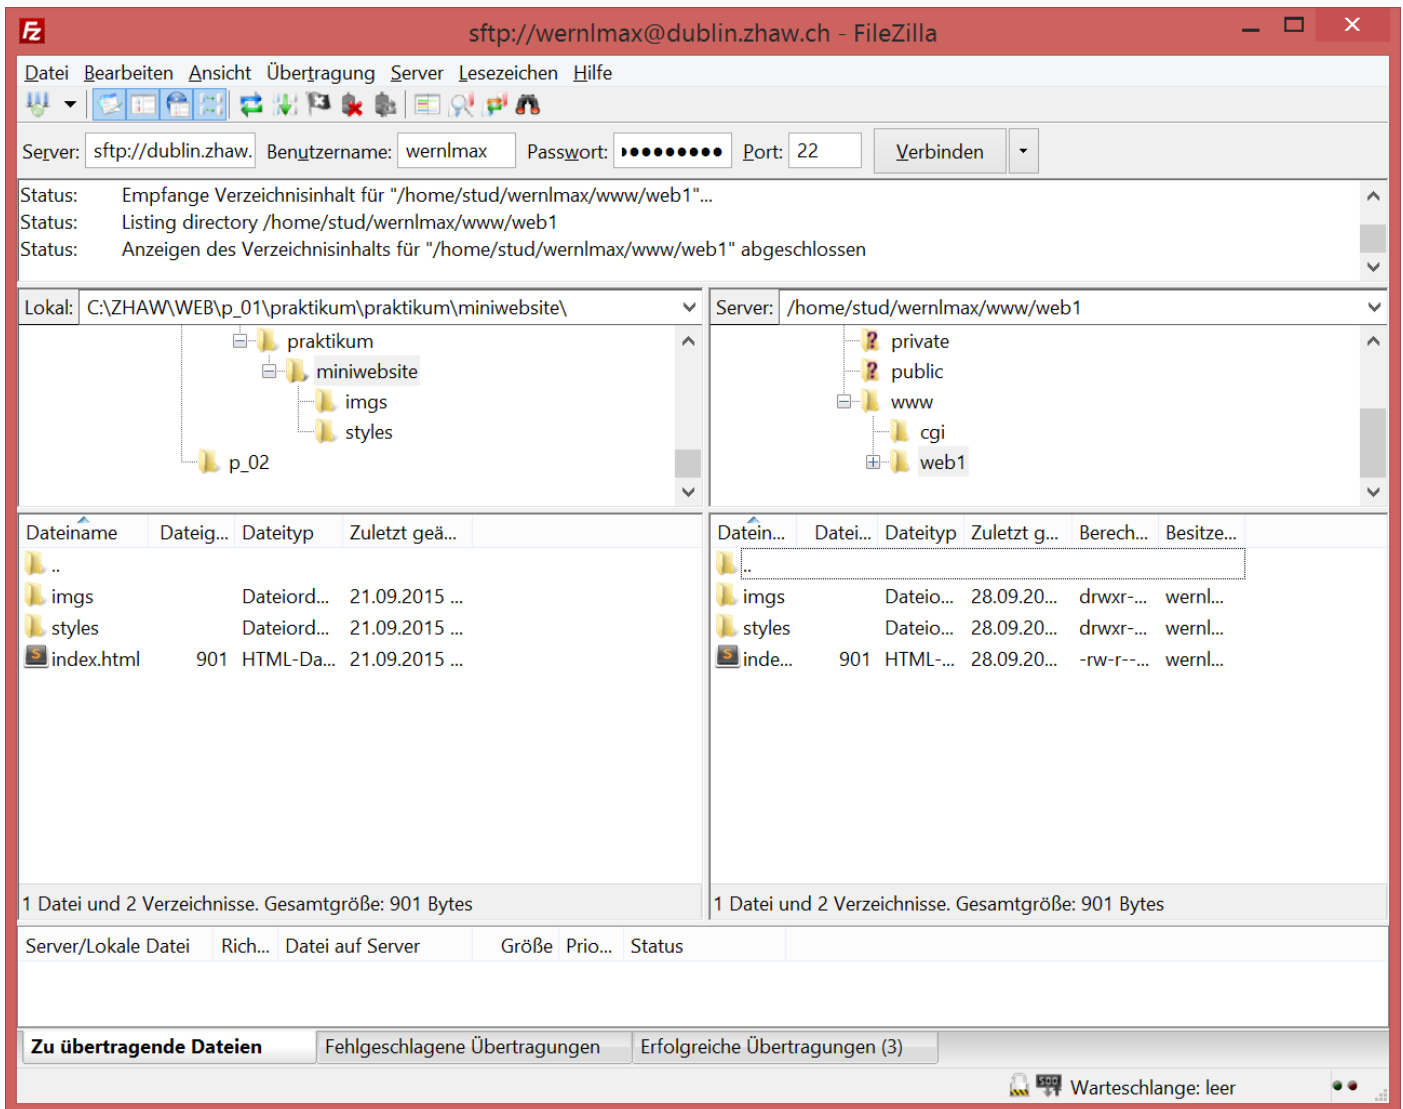 sftp://wernlmax@dublin.zhaw.ch - FileZilla
Datei Bearbeiten Ansicht Übertragung Server Lesezeichen Hilfe
Server: sftp://dublin.zhaw. Benutzername: wernlmax Passwort: ●●●●●●●●● Port: 22 Verbinden
Status: Empfange Verzeichnisinhalt für "/home/stud/wernlmax/www/web1"...
Status: Listing directory /home/stud/wernlmax/www/web1
Status: Anzeigen des Verzeichnisinhalts für "/home/stud/wernlmax/www/web1" abgeschlossen
Lokal: C:\ZHAW\WEB\p_01\praktikum\praktikum\miniwebsite\
praktikum
miniwebsite
imgs
styles
p_02
Server: /home/stud/wernlmax/www/web1
private
public
www
cgi
web1
Dateiname Dateig... Dateityp Zuletzt geä...
..
imgs Dateiord... 21.09.2015 ...
styles Dateiord... 21.09.2015 ...
index.html 901 HTML-Da... 21.09.2015 ...
1 Datei und 2 Verzeichnisse. Gesamtgröße: 901 Bytes
Datein... Datei... Dateityp Zuletzt g... Berech... Besitze...
..
imgs Dateio... 28.09.20... drwxr-... wernl...
styles Dateio... 28.09.20... drwxr-... wernl...
inde... 901 HTML-... 28.09.20... -rw-r--... wernl...
1 Datei und 2 Verzeichnisse. Gesamtgröße: 901 Bytes
Server/Lokale Datei Rich... Datei auf Server Größe Prio... Status
Zu übertragende Dateien Fehlgeschlagene Übertragungen Erfolgreiche Übertragungen (3)
Warteschlange: leer